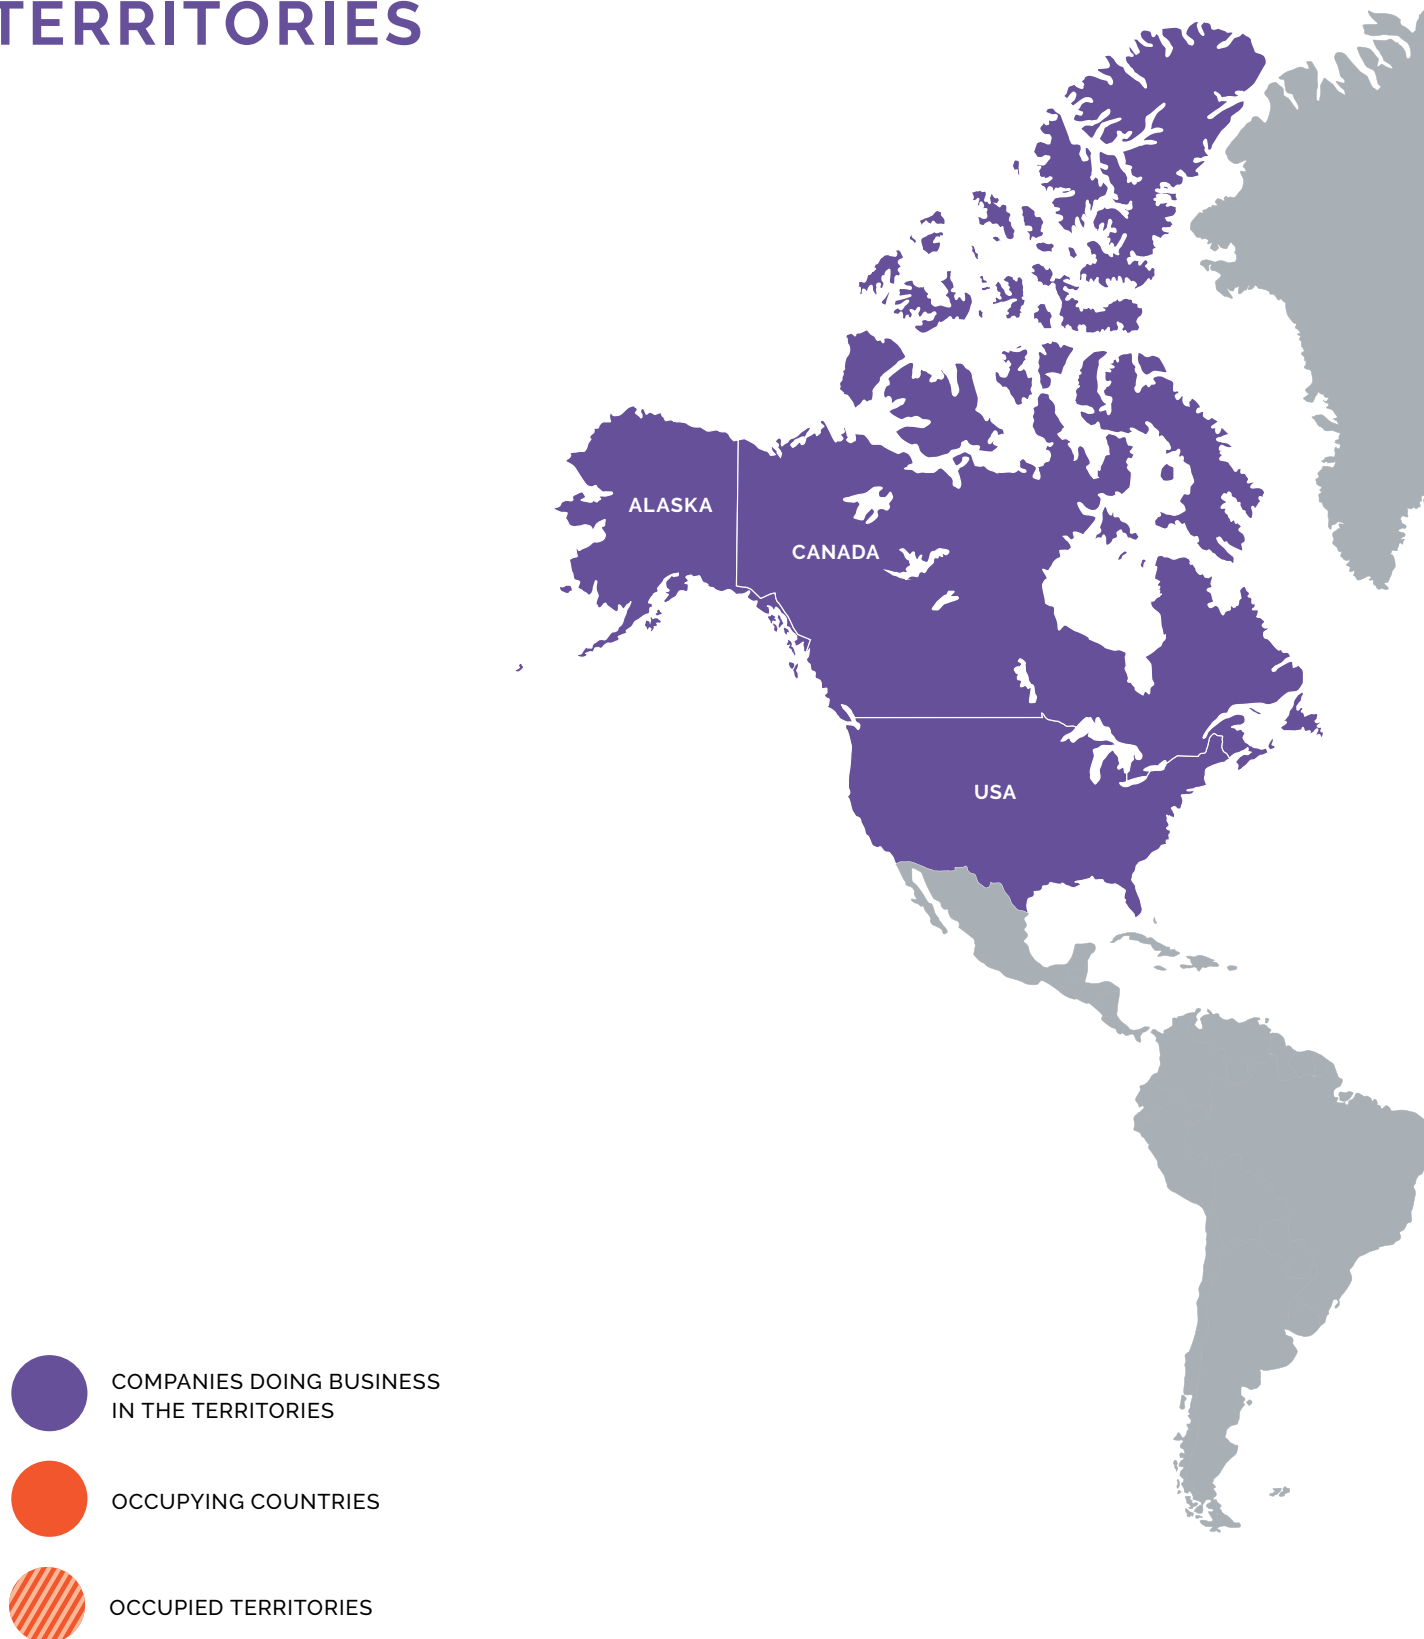 TERRITORIES
ALASKA
CANADA
USA
COMPANIES DOING BUSINESS
IN THE TERRITORIES
OCCUPYING COUNTRIES
OCCUPIED TERRITORIES